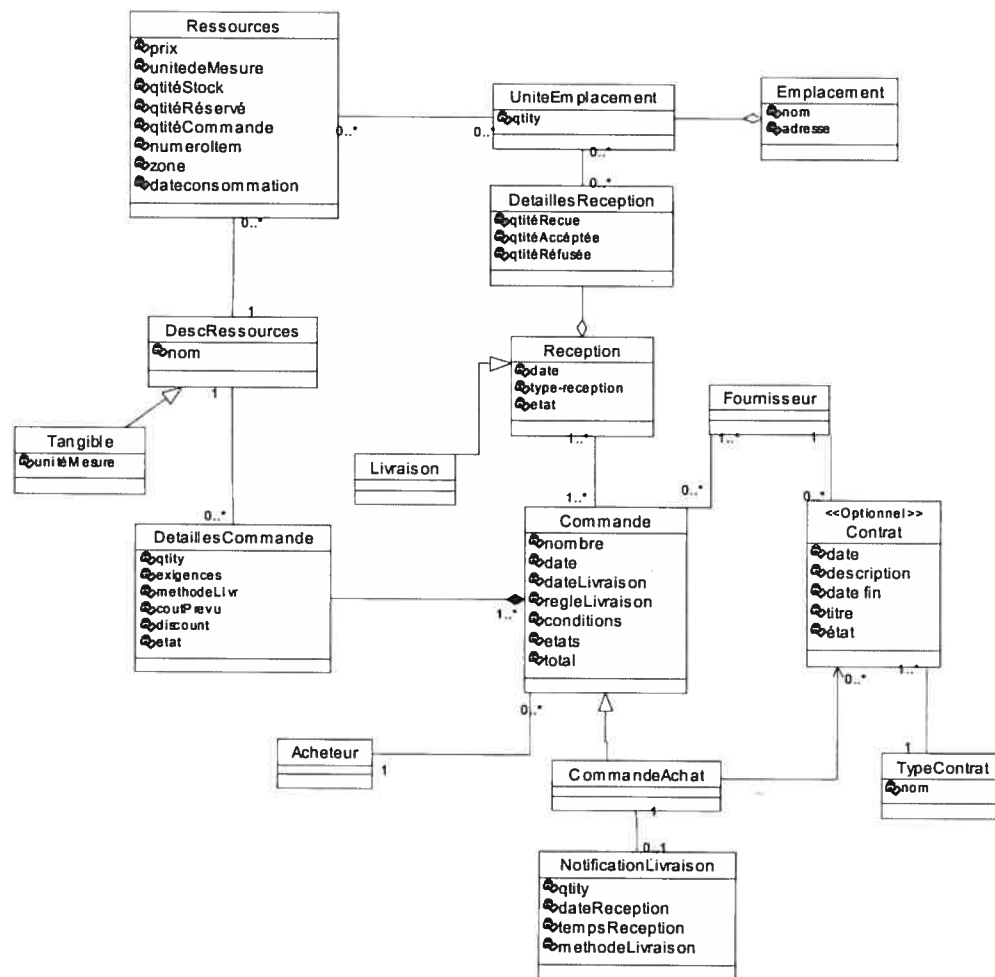 Ressources
prix
unitedeMesure
qtitéStock
qtitéRéservé
qtitéCommande
numeroItem
zone
dateconsommation
0..*
0..*
0..*
UniteEmplacement
qtity
0..*
Emplacement
nom
adresse
0..*
DetaillesReception
qtitéRecue
qtitéAccéptée
qtitéRéfusée
1
DescRessources
nom
1
Tangible
unitéMesure
Reception
date
type-reception
etat
1..*
Livraison
Fournisseur
1..*
1
0..*
DetaillesCommande
qtity
exigences
methodeLivr
coutPrevu
discount
etat
1..*
1..*
0..*
Commande
nombre
date
dateLivraison
regleLivraison
conditions
etats
total
0..*
0..*
<<Optionnel>>
Contrat
date
description
date fin
titre
état
0..*
1..*
Acheteur
1
CommandeAchat
1
1
TypeContrat
nom
0..1
NotificationLivraison
qtity
dateReception
tempsReception
methodeLivraison